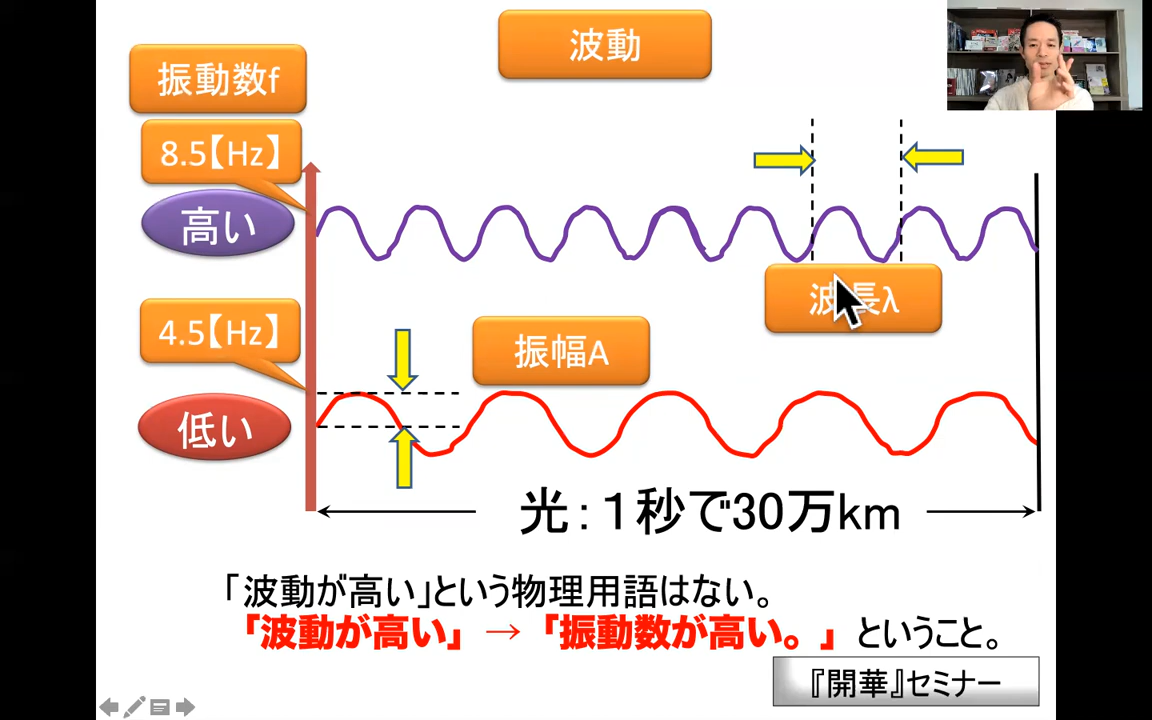 波動
振動数f
8.5【Hz】
高い
波長λ
4.5【Hz】
振幅A
低い
光：１秒で30万km
「波動が高い」という物理用語はない。
「波動が高い」→「振動数が高い。」ということ。
『開華』セミナー